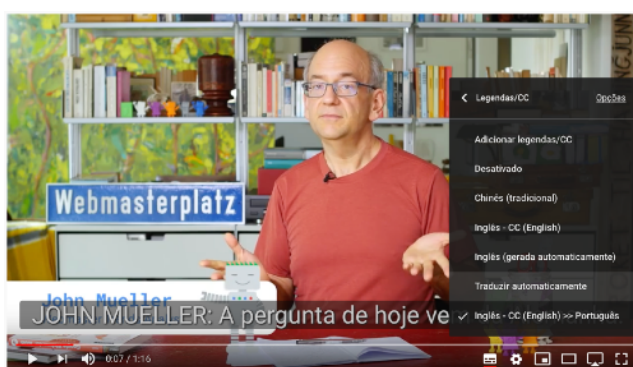 Legendas/CC
Opções
Adicionar legendas/CC
Desativado
Chinês (tradicional)
Inglês - CC (English)
Inglês (gerada automaticamente)
Traduzir automaticamente
Inglês - CC (English) >> Português
Webmasterplatz
John Mueller
JOHN MUELLER: A pergunta de hoje ve
0:07 / 1:16